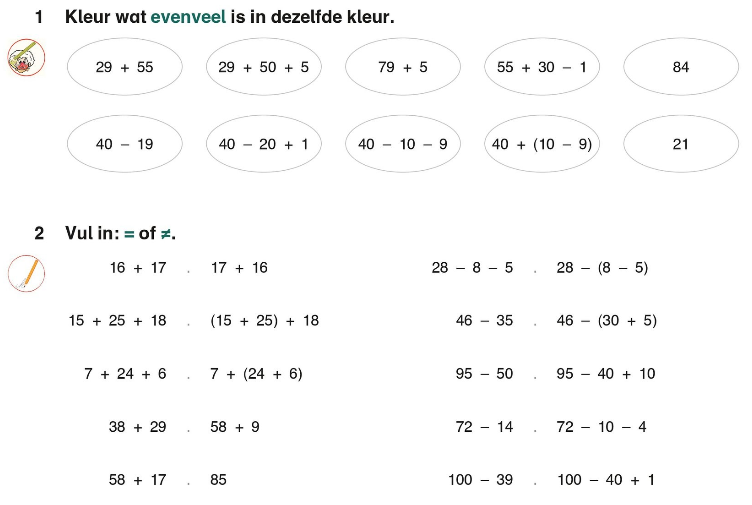 1 Kleur wat evenveel is in dezelfde kleur.
29 + 55 29 + 50 + 5 79 + 5 55 + 30 − 1 84
40 − 19 40 − 20 + 1 40 − 10 − 9 40 + (10 − 9) 21
2 Vul in: = of ≠.
16 + 17 . 17 + 16 28 − 8 − 5 . 28 − (8 − 5)
15 + 25 + 18 . (15 + 25) + 18 46 − 35 . 46 − (30 + 5)
7 + 24 + 6 . 7 + (24 + 6) 95 − 50 . 95 − 40 + 10
38 + 29 . 58 + 9 72 − 14 . 72 − 10 − 4
58 + 17 . 85 100 − 39 . 100 − 40 + 1